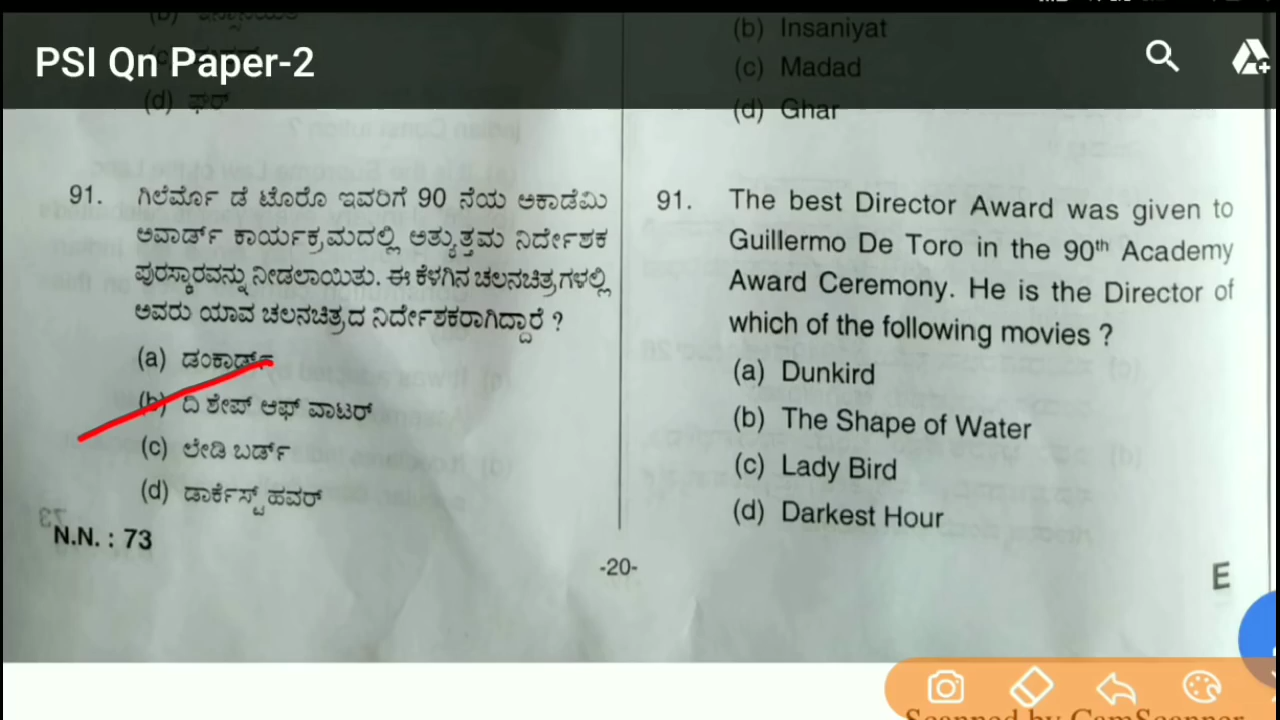 PSI Qn Paper-2
(d) ಘರ್
91. ಗಿಲೆರ್ಮೊ ಡೆ ಟೊರೊ ಇವರಿಗೆ 90 ನೆಯ ಅಕಾಡೆಮಿ
ಅವಾರ್ಡ್ ಕಾರ್ಯಕ್ರಮದಲ್ಲಿ ಅತ್ಯುತ್ತಮ ನಿರ್ದೇಶಕ
ಪುರಸ್ಕಾರವನ್ನು ನೀಡಲಾಯಿತು. ಈ ಕೆಳಗಿನ ಚಲನಚಿತ್ರಗಳಲ್ಲಿ
ಅವರು ಯಾವ ಚಲನಚಿತ್ರದ ನಿರ್ದೇಶಕರಾಗಿದ್ದಾರೆ ?
(a) ಡಂಕಾರ್ಡ್
(b) ದಿ ಶೇಪ್ ಆಫ್ ವಾಟರ್
(c) ಲೇಡಿ ಬರ್ಡ್
(d) ಡಾರ್ಕೆಸ್ಟ್ ಹವರ್
N.N. : 73
(b) Insaniyat
(c) Madad
(d) Ghar
91. The best Director Award was given to
Guillermo De Toro in the 90th Academy
Award Ceremony. He is the Director of
which of the following movies ?
(a) Dunkird
(b) The Shape of Water
(c) Lady Bird
(d) Darkest Hour
-20-
E
Scanned by CamScanner